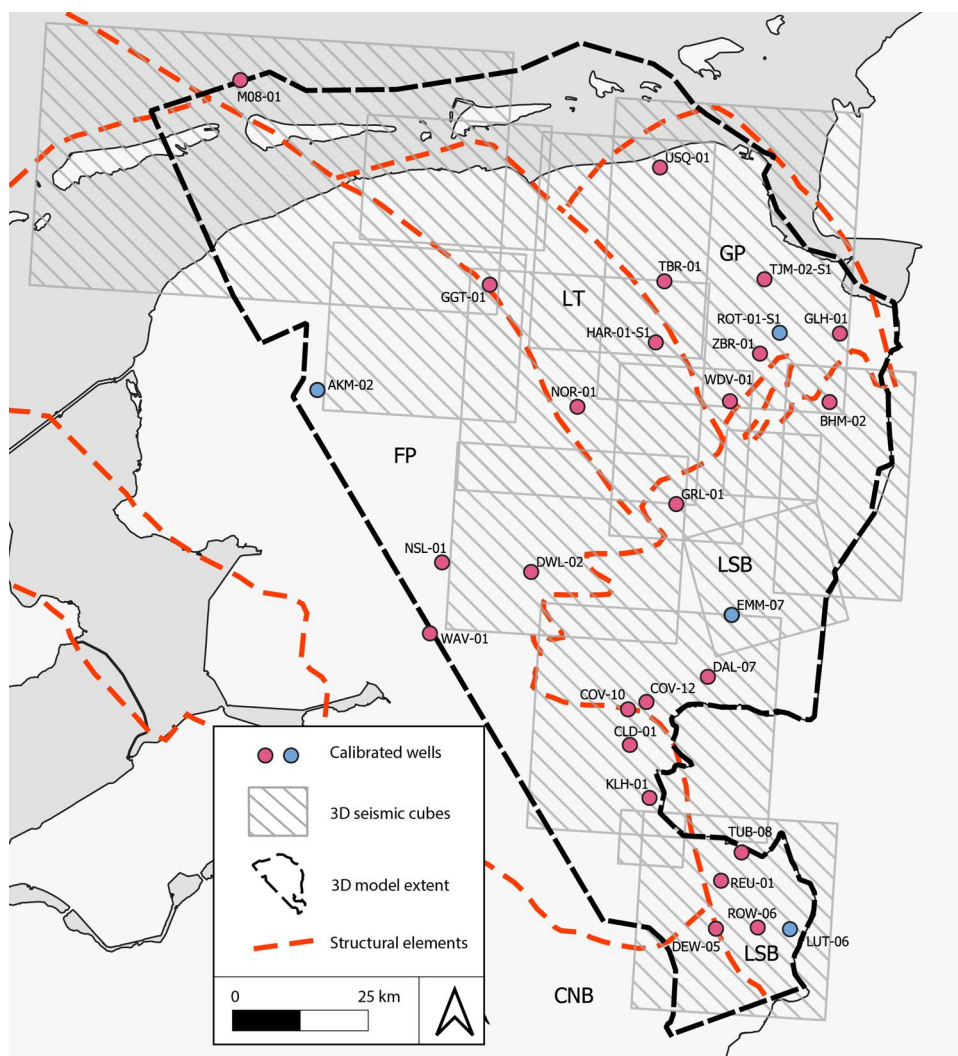 M08-01
USQ-01
GP
TBR-01
TJM-02-S1
GGT-01
LT
ROT-01-S1
GLH-01
HAR-01-S1
ZBR-01
AKM-02
WDV-01
NOR-01
BHM-02
FP
GRL-01
NSL-01
DWL-02
LSB
EMM-07
WAV-01
DAL-07
COV-10
COV-12
CLD-01
KLH-01
TUB-08
REU-01
ROW-06
DEW-05
LUT-06
LSB
CNB
Calibrated wells
3D seismic cubes
3D model extent
Structural elements
0
25 km